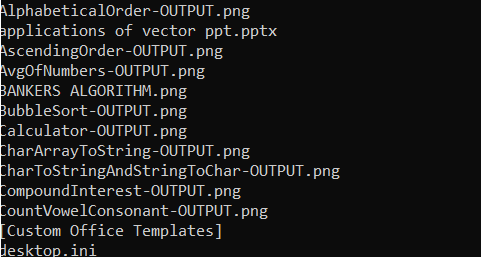 AlphabeticalOrder-OUTPUT.png
applications of vector ppt.pptx
AscendingOrder-OUTPUT.png
AvgOfNumbers-OUTPUT.png
BANKERS ALGORITHM.png
BubbleSort-OUTPUT.png
Calculator-OUTPUT.png
CharArrayToString-OUTPUT.png
CharToStringAndStringToChar-OUTPUT.png
CompoundInterest-OUTPUT.png
CountVowelConsonant-OUTPUT.png
[Custom Office Templates]
desktop.ini